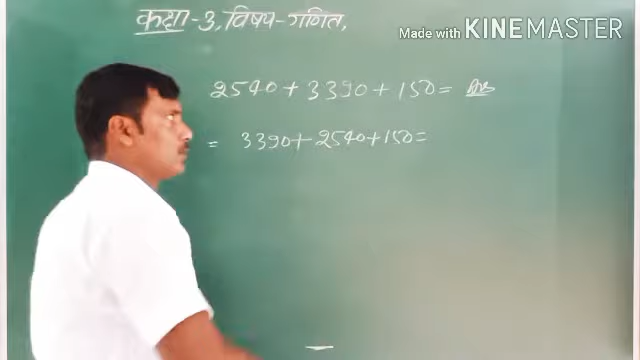 Made with KINEMASTER
कक्षा-3, विषय-गणित,
2540+3390+150=
= 3390+2540+150=